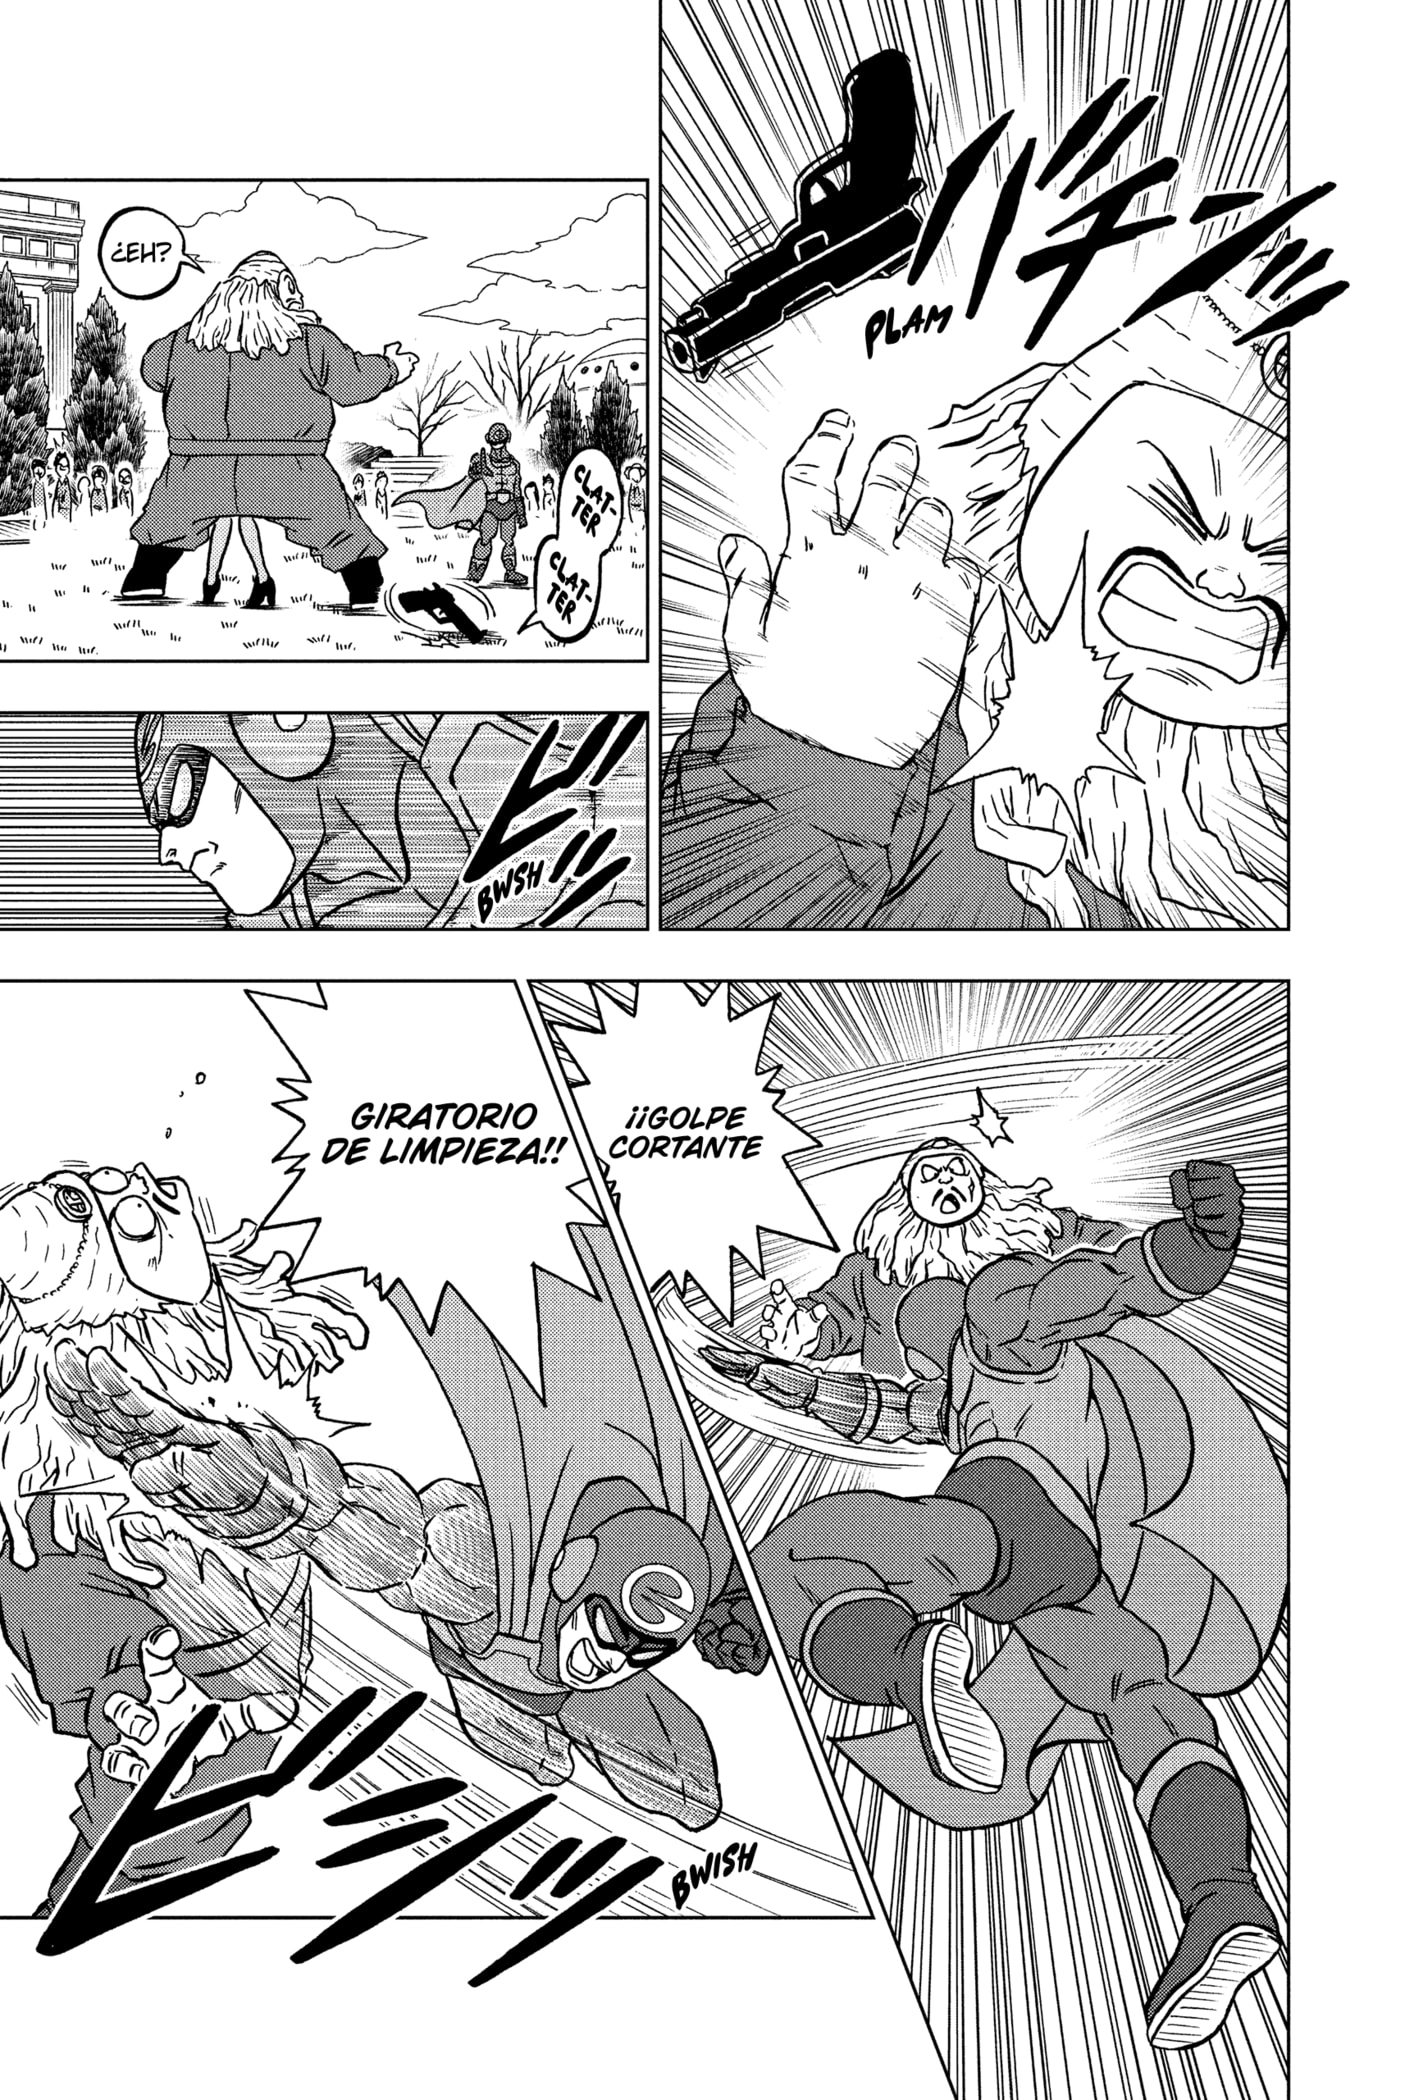 バチンッ
PLAM
¿EH?
CLAT-
TER
CLAT-
TER
ビッ
BWSH
¡¡GOLPE
CORTANTE
GIRATORIO
DE LIMPIEZA!!
ビシッ
BWISH